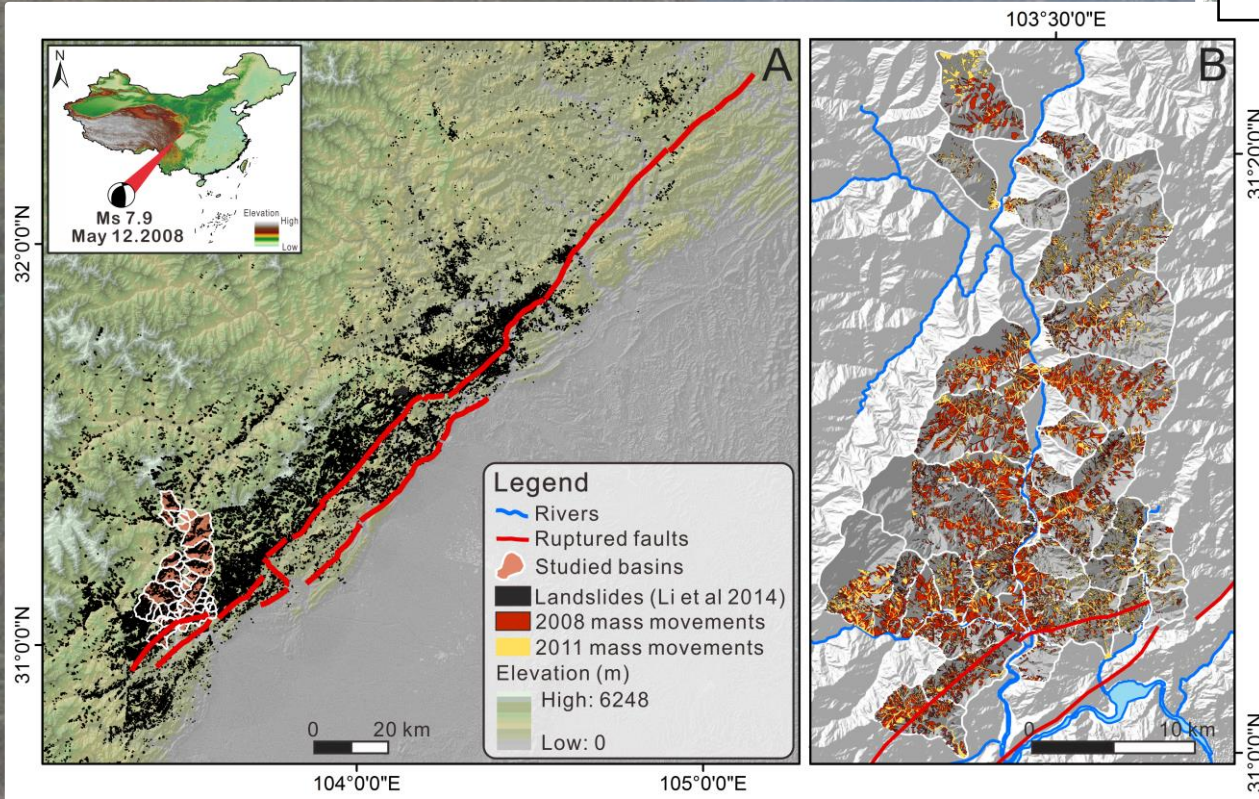 103°30'0"E
A
B
N
Ms 7.9
May 12.2008
Elevation
High
Low
32°0'0"N
31°0'0"N
Legend
Rivers
Ruptured faults
Studied basins
Landslides (Li et al 2014)
2008 mass movements
2011 mass movements
Elevation (m)
High: 6248
Low: 0
0 20 km
104°0'0"E
105°0'0"E
31°20'0"N
0 10 km
31°0'0"N